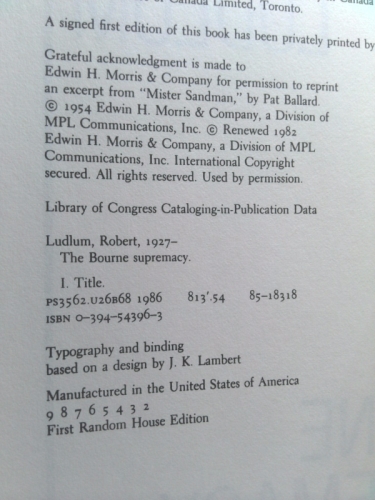 of Canada Limited, Toronto.
A signed first edition of this book has been privately printed by
Grateful acknowledgment is made to
Edwin H. Morris & Company for permission to reprint
an excerpt from "Mister Sandman," by Pat Ballard.
© 1954 Edwin H. Morris & Company, a Division of
MPL Communications, Inc. © Renewed 1982
Edwin H. Morris & Company, a Division of MPL
Communications, Inc. International Copyright
secured. All rights reserved. Used by permission.
Library of Congress Cataloging-in-Publication Data
Ludlum, Robert, 1927–
The Bourne supremacy.
I. Title.
PS3562.U26B68 1986 813'.54 85–18318
ISBN 0–394–54396–3
Typography and binding
based on a design by J. K. Lambert
Manufactured in the United States of America
9 8 7 6 5 4 3 2
First Random House Edition